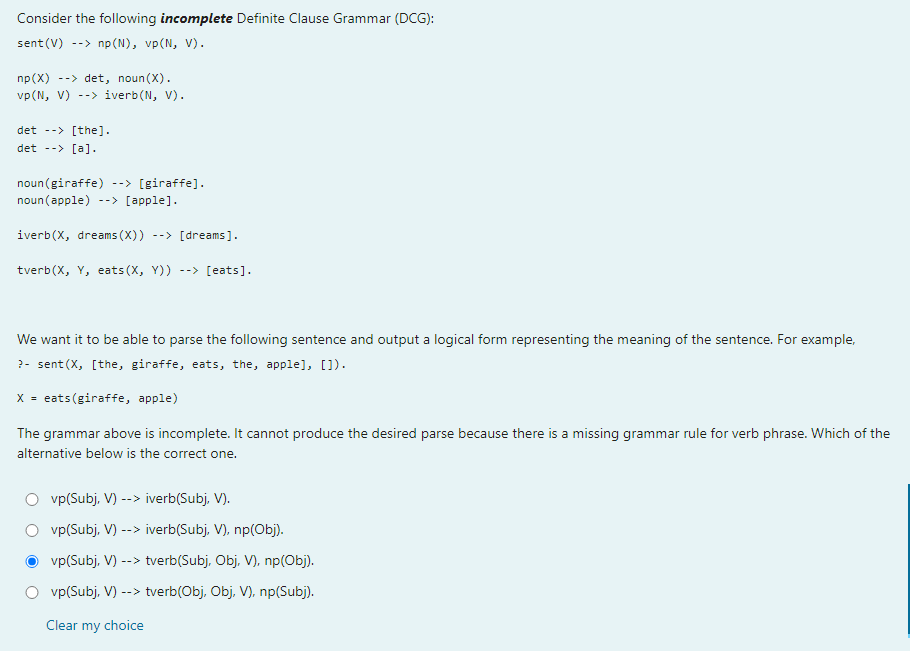 Consider the following incomplete Definite Clause Grammar (DCG):
sent(V) --> np(N), vp(N, V).
np(X) --> det, noun(X).
vp(N, V) --> iverb(N, V).
det --> [the].
det --> [a].
noun(giraffe) --> [giraffe].
noun(apple) --> [apple].
iverb(X, dreams(X)) --> [dreams].
tverb(X, Y, eats(X, Y)) --> [eats].
We want it to be able to parse the following sentence and output a logical form representing the meaning of the sentence. For example,
?- sent(X, [the, giraffe, eats, the, apple], []).
X = eats(giraffe, apple)
The grammar above is incomplete. It cannot produce the desired parse because there is a missing grammar rule for verb phrase. Which of the
alternative below is the correct one.
vp(Subj, V) --> iverb(Subj, V).
vp(Subj, V) --> iverb(Subj, V), np(Obj).
vp(Subj, V) --> tverb(Subj, Obj, V), np(Obj).
vp(Subj, V) --> tverb(Obj, Obj, V), np(Subj).
Clear my choice